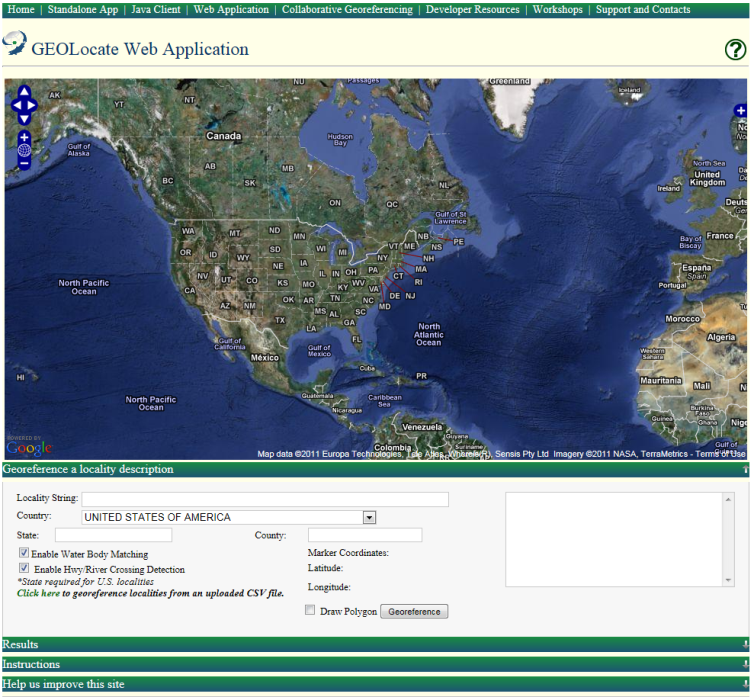 Home | Standalone App | Java Client | Web Application | Collaborative Georeferencing | Developer Resources | Workshops | Support and Contacts
GEOLocate Web Application
?
NU Passages Greenland
AK YT NT Iceland
Canada Hudson Bay
Gulf of Alaska
North Sea
AB MB United Kingdom
BC SK Ireland
NL
ON QC Deuts
Gulf of St Lawrence
WA MT ND MN NB PE
OR ID SD WI MI VT ME NS Bay of Biscay France
WY NY NH
NE IA MA España
NV UT CO IL IN OH PA CT RI Spain
North Pacific Ocean CA KS MO KY WV VA DE NJ Portugal
AZ NM OK AR TN NC MD
TX MS AL SC Morocco
LA GA North Atlantic Ocean Algeria
FL
Gulf of California Gulf of Mexico Western Sahara
México
HI Cuba PR Mauritania Mali
North Pacific Ocean Guatemala Caribbean Sea Burkina Faso
Nicaragua Guinea Ghana Nige
Venezuela Guyana
Colombia Suriname Gulf of
POWERED BY
Google
Map data ©2011 Europa Technologies, Tele Atlas, Whereis(R), Sensis Pty Ltd Imagery ©2011 NASA, TerraMetrics - Terms of Use
Georeference a locality description
Locality String:
Country: UNITED STATES OF AMERICA
State: County:
Enable Water Body Matching Marker Coordinates:
Enable Hwy/River Crossing Detection Latitude:
*State required for U.S. localities
Click here to georeference localities from an uploaded CSV file.
Longitude:
Draw Polygon Georeference
Results
Instructions
Help us improve this site